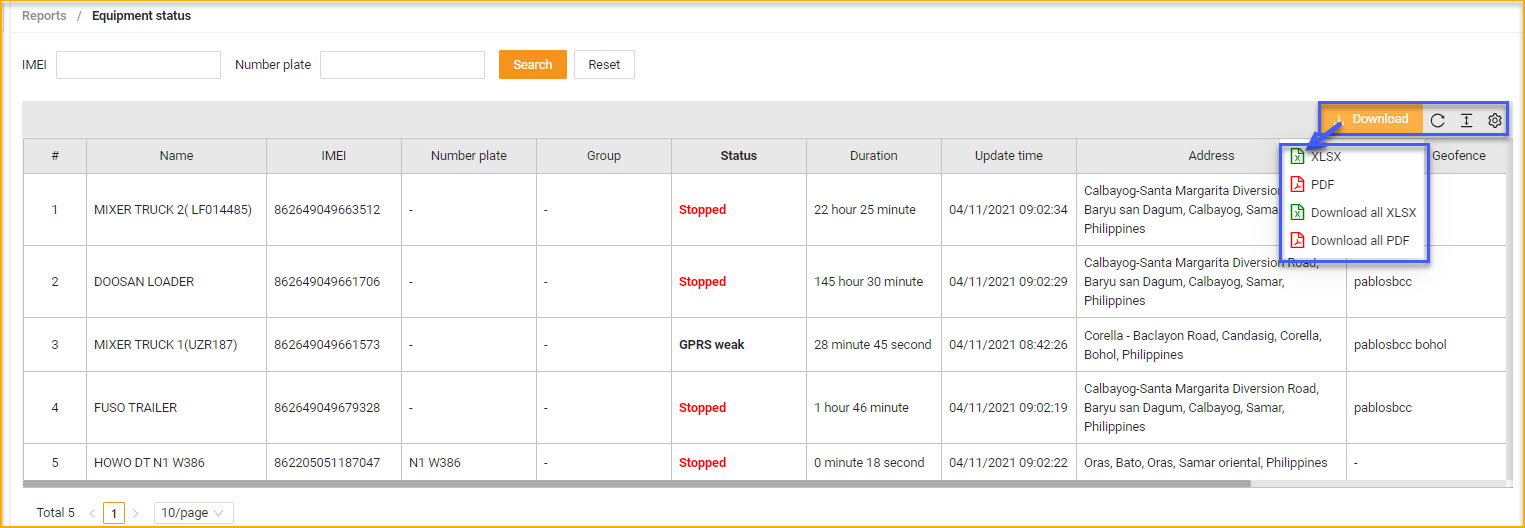 Reports / Equipment status
IMEI
Number plate
Search
Reset
Download
XLSX
PDF
Download all XLSX
Download all PDF
# Name IMEI Number plate Group Status Duration Update time Address Geofence
1 MIXER TRUCK 2( LF014485) 862649049663512 - - Stopped 22 hour 25 minute 04/11/2021 09:02:34
Calbayog-Santa Margarita Diversion
Baryu san Dagum, Calbayog, Samar,
Philippines
2 DOOSAN LOADER 862649049661706 - - Stopped 145 hour 30 minute 04/11/2021 09:02:29
Calbayog-Santa Margarita Diversion Road,
Baryu san Dagum, Calbayog, Samar,
Philippines
pablosbcc
3 MIXER TRUCK 1(UZR187) 862649049661573 - - GPRS weak 28 minute 45 second 04/11/2021 08:42:26
Corella - Baclayon Road, Candasig, Corella,
Bohol, Philippines
pablosbcc bohol
4 FUSO TRAILER 862649049679328 - - Stopped 1 hour 46 minute 04/11/2021 09:02:19
Calbayog-Santa Margarita Diversion Road,
Baryu san Dagum, Calbayog, Samar,
Philippines
pablosbcc
5 HOWO DT N1 W386 862205051187047 N1 W386 - Stopped 0 minute 18 second 04/11/2021 09:02:22 Oras, Bato, Oras, Samar oriental, Philippines -
Total 5 < 1 > 10/page